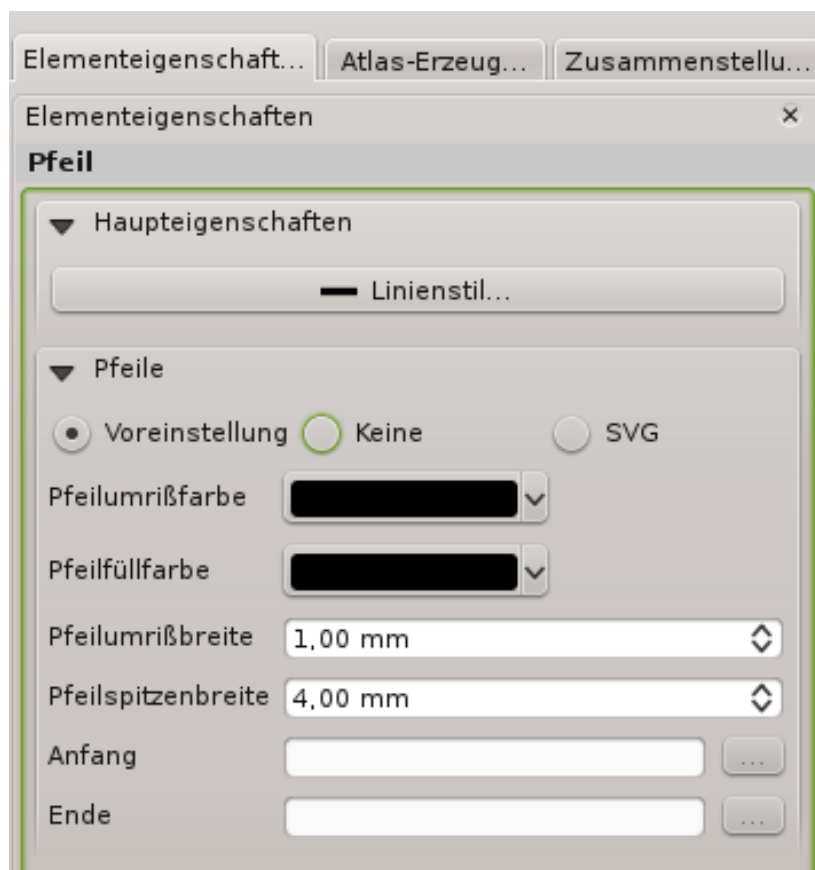 Elementeigenschaft... Atlas-Erzeug... Zusammenstellu...
Elementeigenschaften
Pfeil
Haupteigenschaften
Linienstil...
Pfeile
Voreinstellung Keine SVG
Pfeilumrißfarbe
Pfeilfüllfarbe
Pfeilumrißbreite 1,00 mm
Pfeilspitzenbreite 4,00 mm
Anfang ...
Ende ...